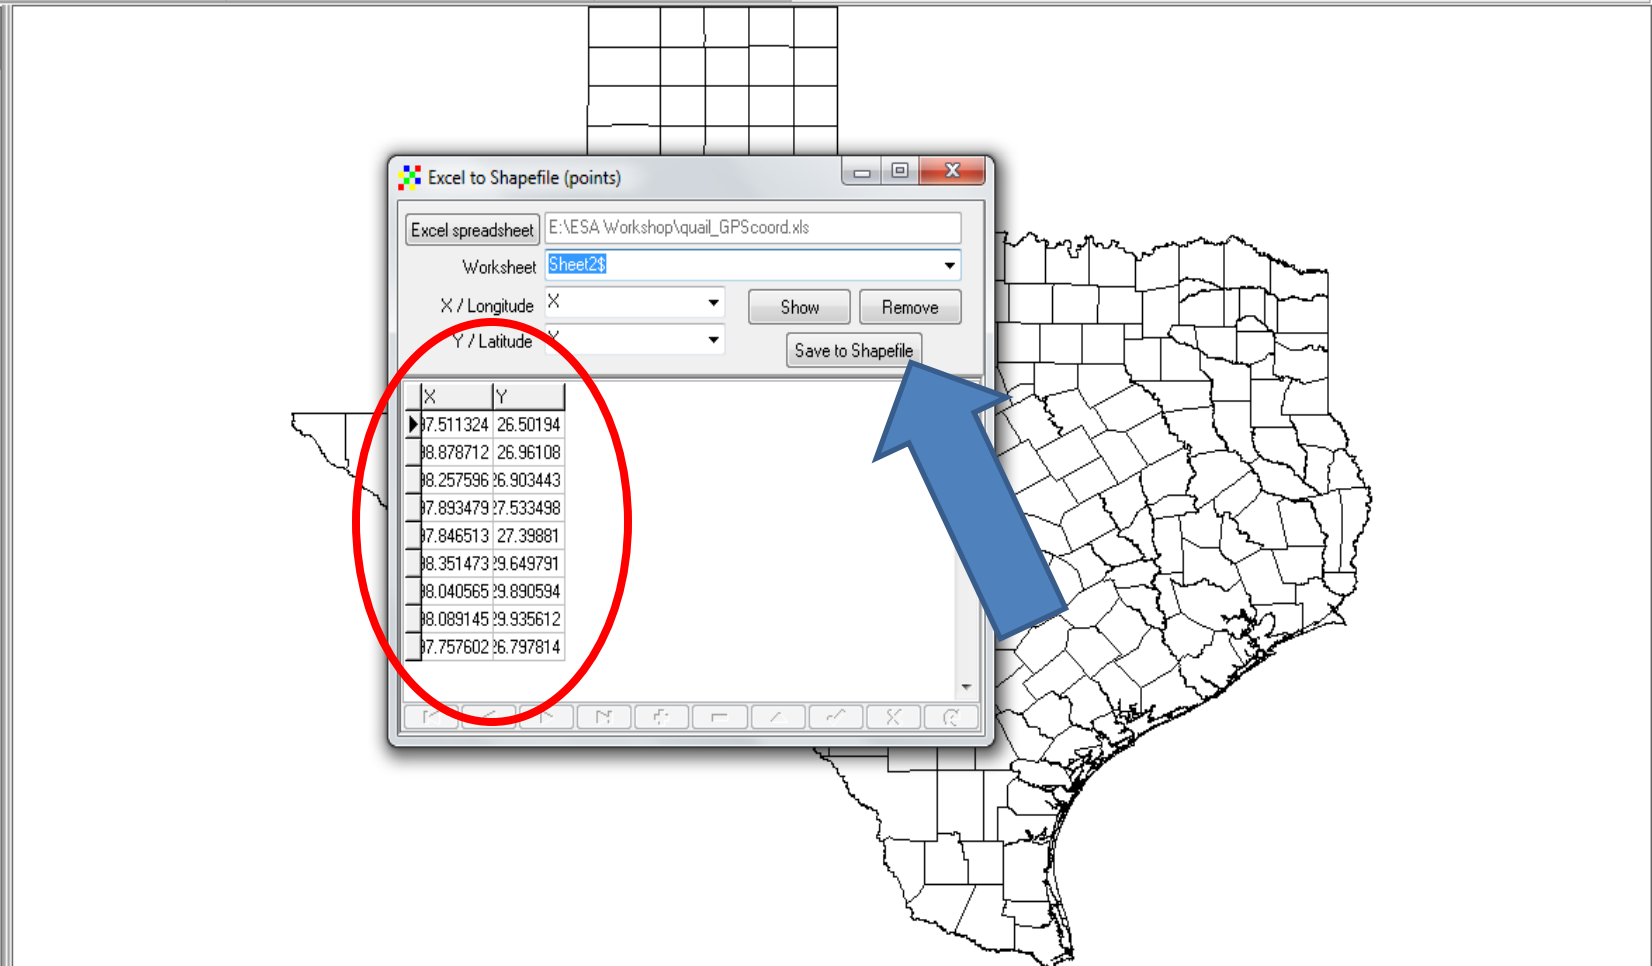 Excel to Shapefile (points)
Excel spreadsheet E:\ESA Workshop\quail_GPScoord.xls
Worksheet Sheet2$
X / Longitude X Show Remove
Y / Latitude Save to Shapefile
X Y
7.511324 26.50194
8.878712 26.96108
8.257596 6.903443
7.893479 7.533498
7.846513 27.39881
8.351473 9.649791
8.040565 9.890594
8.089145 9.935612
7.757602 6.797814